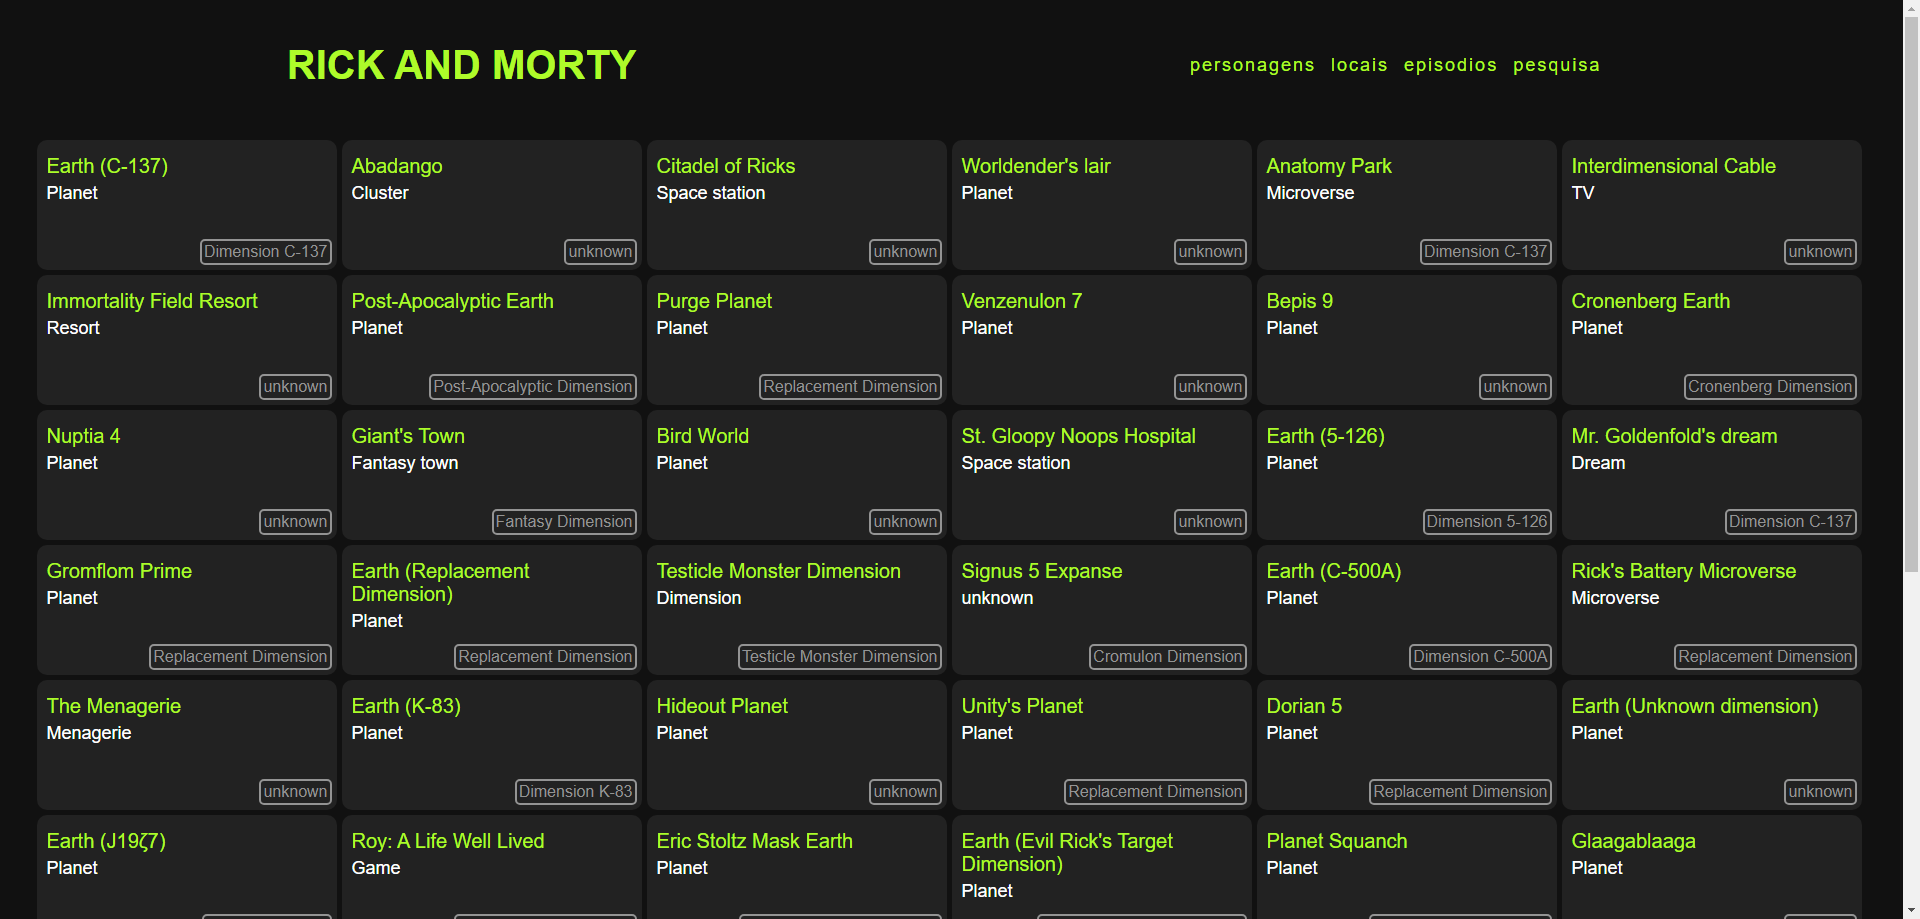 RICK AND MORTY
personagens locais episodios pesquisa
Earth (C-137)
Planet
Dimension C-137
Abadango
Cluster
unknown
Citadel of Ricks
Space station
unknown
Worldender's lair
Planet
unknown
Anatomy Park
Microverse
Dimension C-137
Interdimensional Cable
TV
unknown
Immortality Field Resort
Resort
unknown
Post-Apocalyptic Earth
Planet
Post-Apocalyptic Dimension
Purge Planet
Planet
Replacement Dimension
Venzenulon 7
Planet
unknown
Bepis 9
Planet
unknown
Cronenberg Earth
Planet
Cronenberg Dimension
Nuptia 4
Planet
unknown
Giant's Town
Fantasy town
Fantasy Dimension
Bird World
Planet
unknown
St. Gloopy Noops Hospital
Space station
unknown
Earth (5-126)
Planet
Dimension 5-126
Mr. Goldenfold's dream
Dream
Dimension C-137
Gromflom Prime
Planet
Replacement Dimension
Earth (Replacement
Dimension)
Planet
Replacement Dimension
Testicle Monster Dimension
Dimension
Testicle Monster Dimension
Signus 5 Expanse
unknown
Cromulon Dimension
Earth (C-500A)
Planet
Dimension C-500A
Rick's Battery Microverse
Microverse
Replacement Dimension
The Menagerie
Menagerie
unknown
Earth (K-83)
Planet
Dimension K-83
Hideout Planet
Planet
unknown
Unity's Planet
Planet
Replacement Dimension
Dorian 5
Planet
Replacement Dimension
Earth (Unknown dimension)
Planet
unknown
Earth (J19ζ7)
Planet
Roy: A Life Well Lived
Game
Eric Stoltz Mask Earth
Planet
Earth (Evil Rick's Target
Dimension)
Planet
Planet Squanch
Planet
Glaagablaaga
Planet